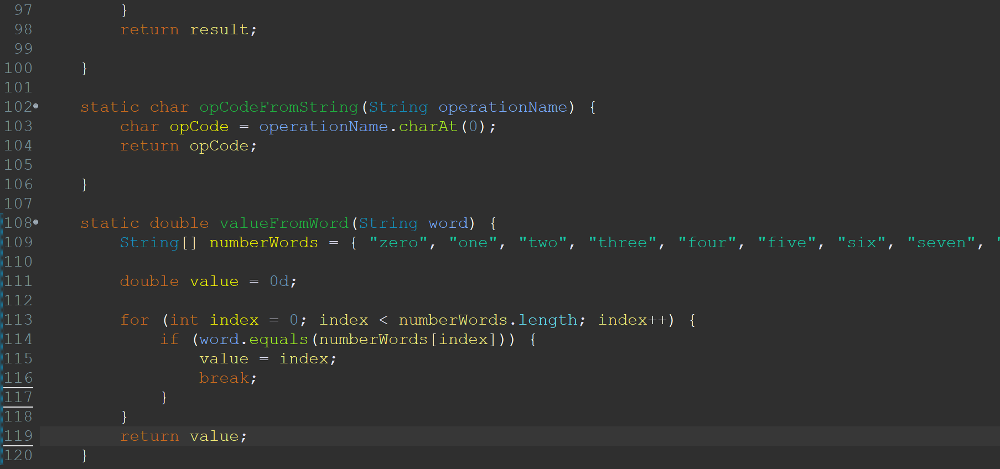 97 }
98 return result;
99
100 }
101
102 static char opCodeFromString(String operationName) {
103 char opCode = operationName.charAt(0);
104 return opCode;
105
106 }
107
108 static double valueFromWord(String word) {
109 String[] numberWords = { "zero", "one", "two", "three", "four", "five", "six", "seven", "
110
111 double value = 0d;
112
113 for (int index = 0; index < numberWords.length; index++) {
114 if (word.equals(numberWords[index])) {
115 value = index;
116 break;
117 }
118 }
119 return value;
120 }